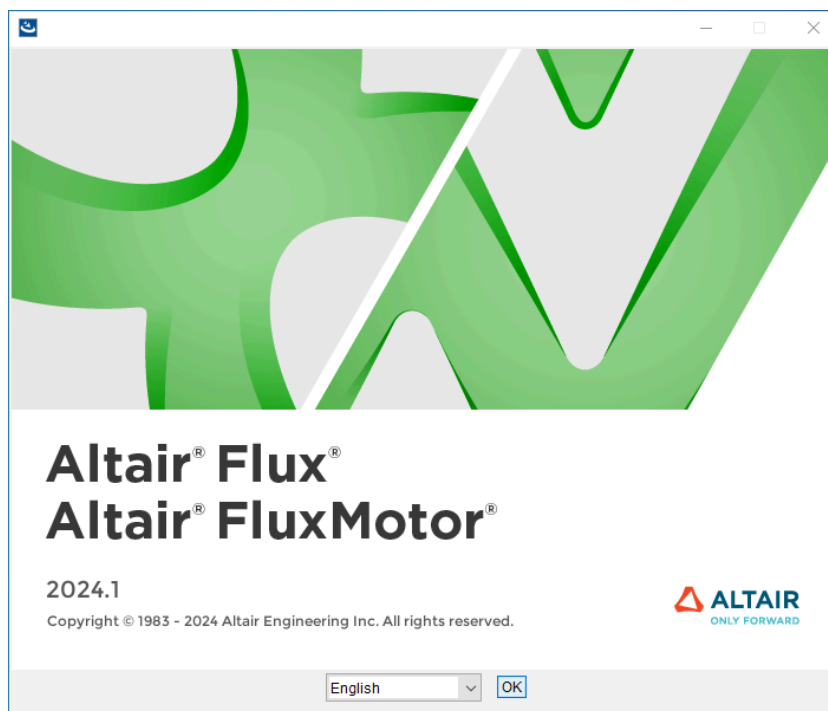 Altair® Flux®
Altair® FluxMotor®
2024.1
Copyright © 1983 - 2024 Altair Engineering Inc. All rights reserved.
ALTAIR
ONLY FORWARD
English
OK